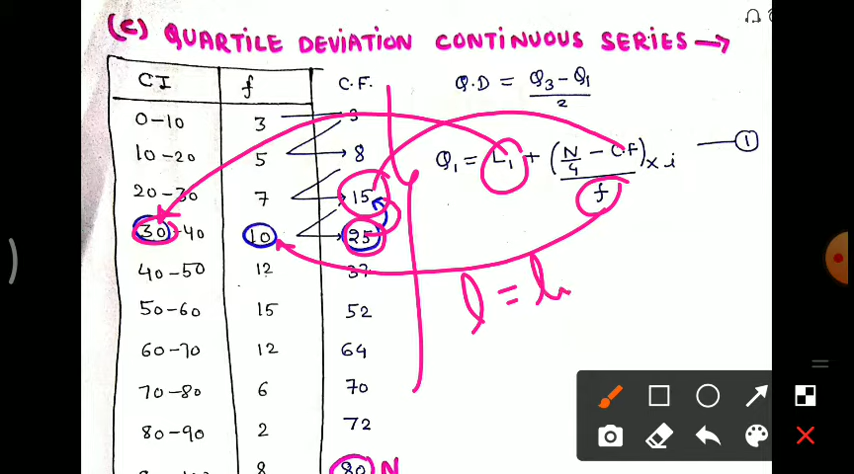 (C) QUARTILE DEVIATION CONTINUOUS SERIES →
CI f C.F.
0-10 3 3
10-20 5 8
20-30 7 15
30-40 10 25
40-50 12 37
50-60 15 52
60-70 12 64
70-80 6 70
80-90 2 72
8 80 N
Q.D = Q3-Q1/2
Q1 = L1 + (N/4 - C.F)/f × i ①
l =